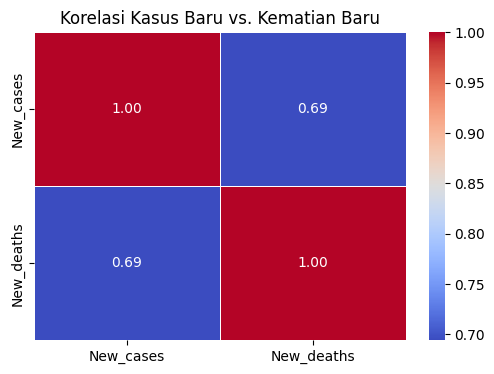 Korelasi Kasus Baru vs. Kematian Baru
New_cases
1.00
0.69
New_deaths
0.69
1.00
New_cases
New_deaths
1.00
0.95
0.90
0.85
0.80
0.75
0.70